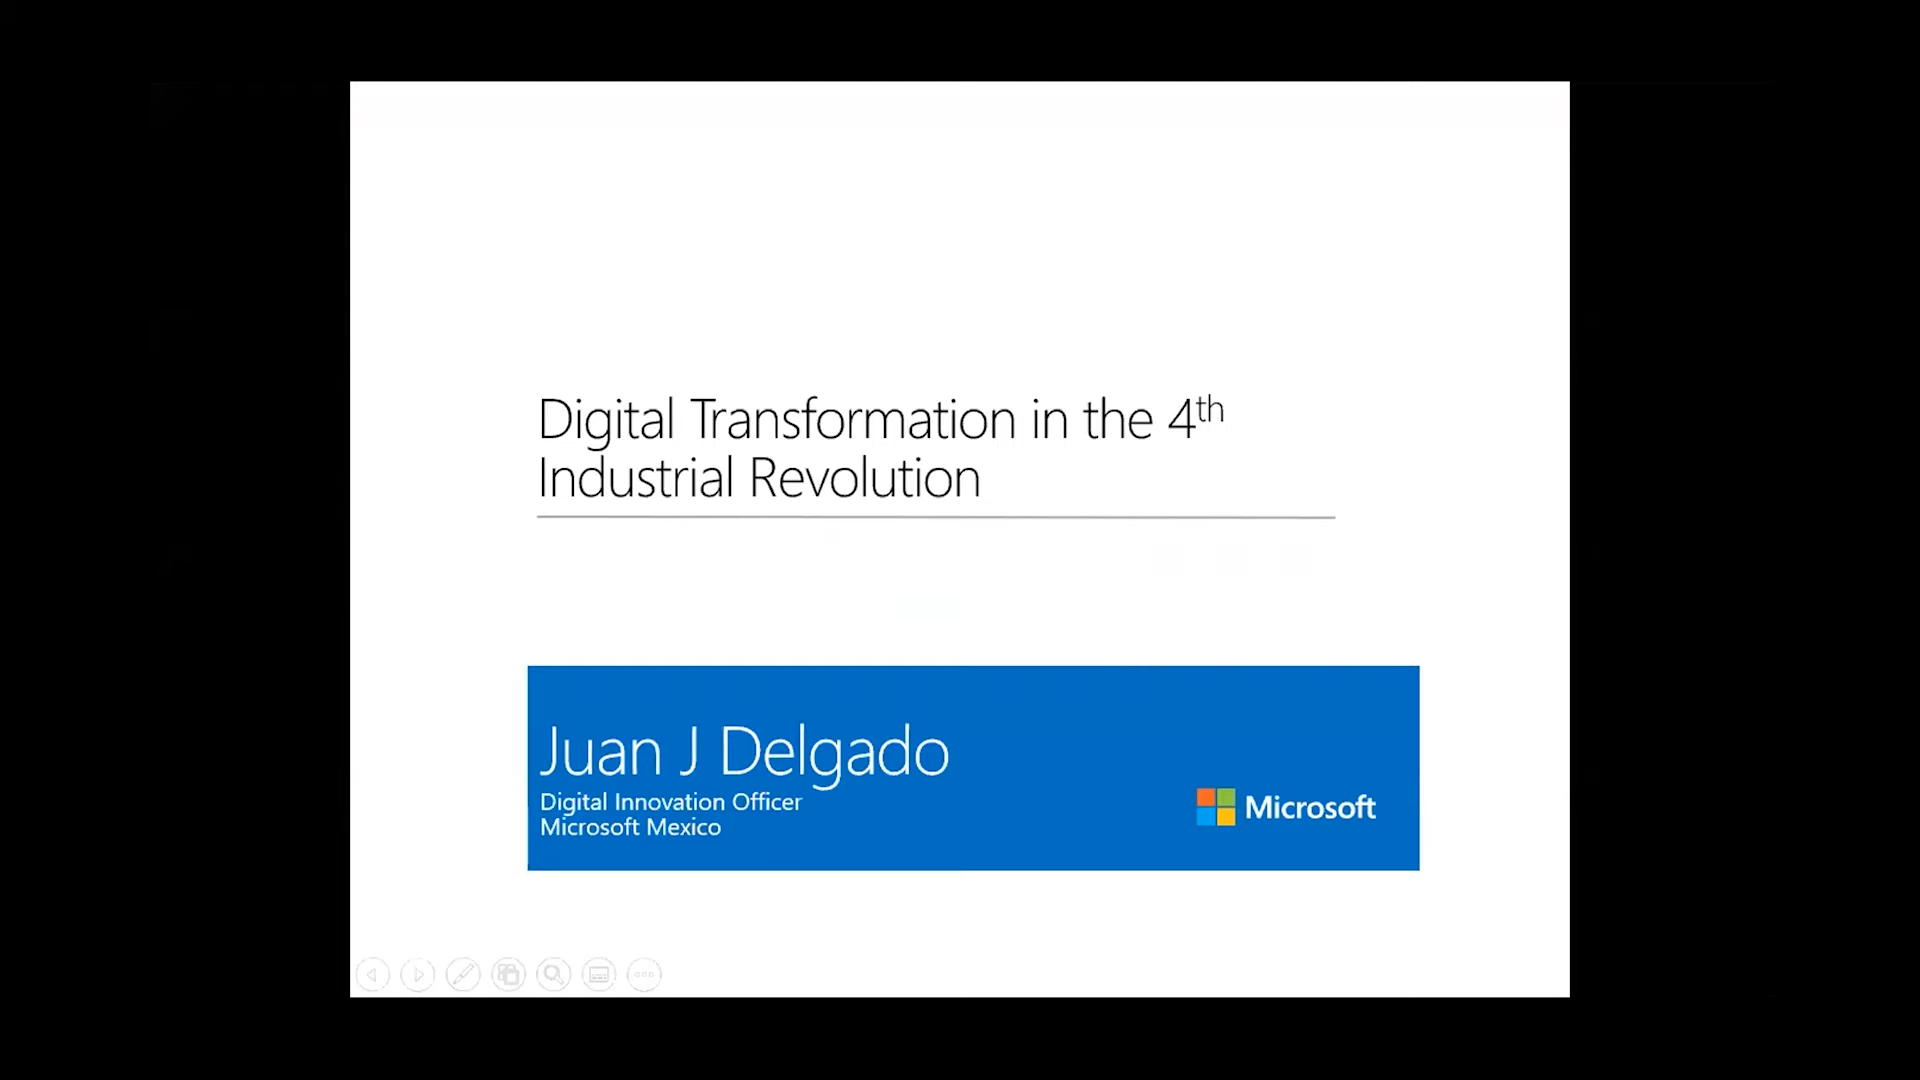 Digital Transformation in the 4th
Industrial Revolution
Juan J Delgado
Digital Innovation Officer
Microsoft Mexico
Microsoft